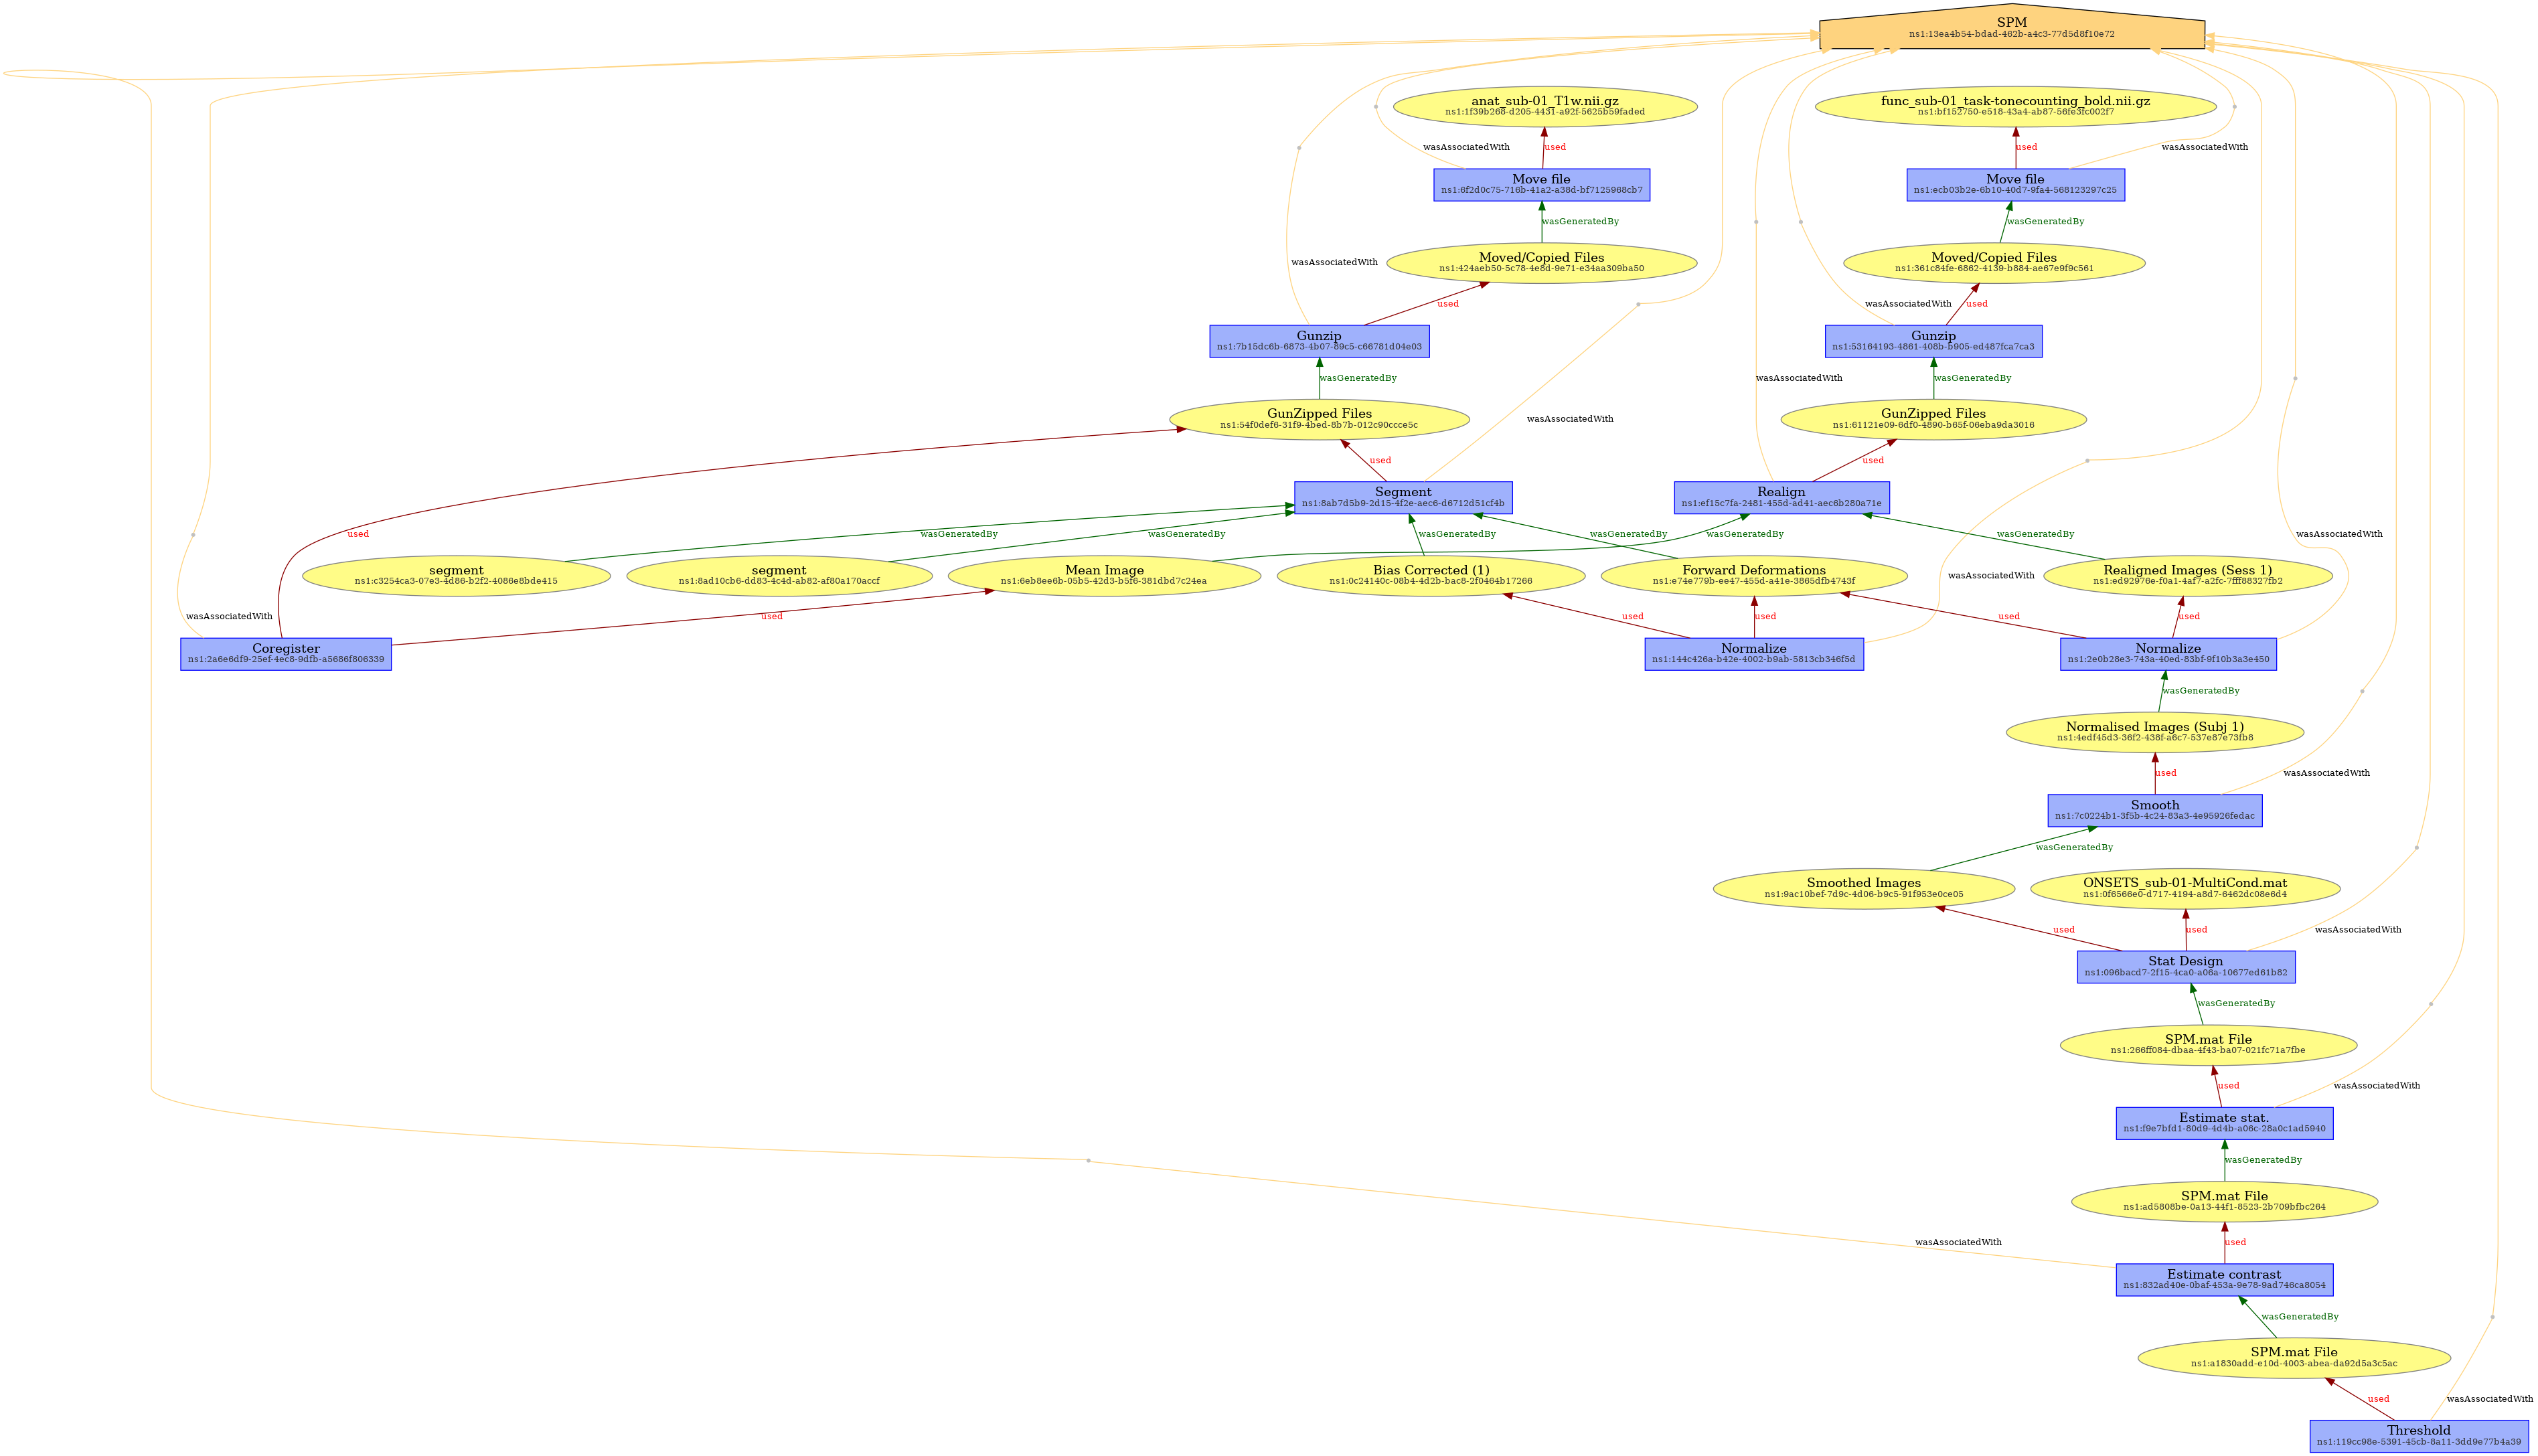 SPM
ns1:13ea4b54-bdad-462b-a4c3-77d5d8f10e72
anat_sub-01_T1w.nii.gz
ns1:1f39b268-d205-4431-a92f-5625b59faded
func_sub-01_task-tonecounting_bold.nii.gz
ns1:bf152750-e518-43a4-ab87-56fe3fc002f7
wasAssociatedWith
used
used
wasAssociatedWith
Move file
ns1:6f2d0c75-716b-41a2-a38d-bf7125968cb7
Move file
ns1:ecb03b2e-6b10-40d7-9fa4-568123297c25
wasGeneratedBy
wasGeneratedBy
wasAssociatedWith
Moved/Copied Files
ns1:424aeb50-5c78-4e8d-9e71-e34aa309ba50
Moved/Copied Files
ns1:361c84fe-6862-4139-b884-ae67e9f9c561
used
wasAssociatedWith
used
Gunzip
ns1:7b15dc6b-6873-4b07-89c5-c66781d04e03
Gunzip
ns1:53164193-4861-408b-b905-ed487fca7ca3
wasGeneratedBy
wasAssociatedWith
wasGeneratedBy
GunZipped Files
ns1:54f0def6-31f9-4bed-8b7b-012c90ccce5c
wasAssociatedWith
GunZipped Files
ns1:61121e09-6df0-4890-b65f-06eba9da3016
used
used
Segment
ns1:8ab7d5b9-2d15-4f2e-aec6-d6712d51cf4b
Realign
ns1:ef15c7fa-2481-455d-ad41-aec6b280a71e
used
wasGeneratedBy
wasGeneratedBy
wasGeneratedBy
wasGeneratedBy
wasGeneratedBy
wasGeneratedBy
wasAssociatedWith
segment
ns1:c3254ca3-07e3-4d86-b2f2-4086e8bde415
segment
ns1:8ad10cb6-dd83-4c4d-ab82-af80a170accf
Mean Image
ns1:6eb8ee6b-05b5-42d3-b5f6-381dbd7c24ea
Bias Corrected (1)
ns1:0c24140c-08b4-4d2b-bac8-2f0464b17266
Forward Deformations
ns1:e74e779b-ee47-455d-a41e-3865dfb4743f
wasAssociatedWith
Realigned Images (Sess 1)
ns1:ed92976e-f0a1-4af7-a2fc-7fff88327fb2
wasAssociatedWith
used
used
used
used
used
Coregister
ns1:2a6e6df9-25ef-4ec8-9dfb-a5686f806339
Normalize
ns1:144c426a-b42e-4002-b9ab-5813cb346f5d
Normalize
ns1:2e0b28e3-743a-40ed-83bf-9f10b3a3e450
wasGeneratedBy
Normalised Images (Subj 1)
ns1:4edf45d3-36f2-438f-a6c7-537e87e73fb8
used
wasAssociatedWith
Smooth
ns1:7c0224b1-3f5b-4c24-83a3-4e95926fedac
wasGeneratedBy
Smoothed Images
ns1:9ac10bef-7d9c-4d06-b9c5-91f953e0ce05
ONSETS_sub-01-MultiCond.mat
ns1:0f6566e0-d717-4194-a8d7-6462dc08e6d4
used
used
wasAssociatedWith
Stat Design
ns1:096bacd7-2f15-4ca0-a06a-10677ed61b82
wasGeneratedBy
SPM.mat File
ns1:266ff084-dbaa-4f43-ba07-021fc71a7fbe
used
wasAssociatedWith
Estimate stat.
ns1:f9e7bfd1-80d9-4d4b-a06c-28a0c1ad5940
wasGeneratedBy
SPM.mat File
ns1:ad5808be-0a13-44f1-8523-2b709bfbc264
wasAssociatedWith
used
Estimate contrast
ns1:832ad40e-0baf-453a-9e78-9ad746ca8054
wasGeneratedBy
SPM.mat File
ns1:a1830add-e10d-4003-abea-da92d5a3c5ac
used
wasAssociatedWith
Threshold
ns1:119cc98e-5391-45cb-8a11-3dd9e77b4a39